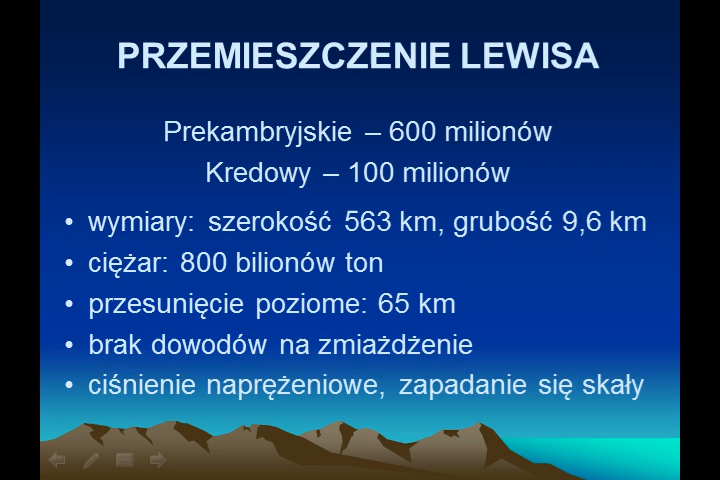 PRZEMIESZCZENIE LEWISA
Prekambryjskie – 600 milionów
Kredowy – 100 milionów
• wymiary: szerokość 563 km, grubość 9,6 km
• ciężar: 800 bilionów ton
• przesunięcie poziome: 65 km
• brak dowodów na zmiażdżenie
• ciśnienie naprężeniowe, zapadanie się skały